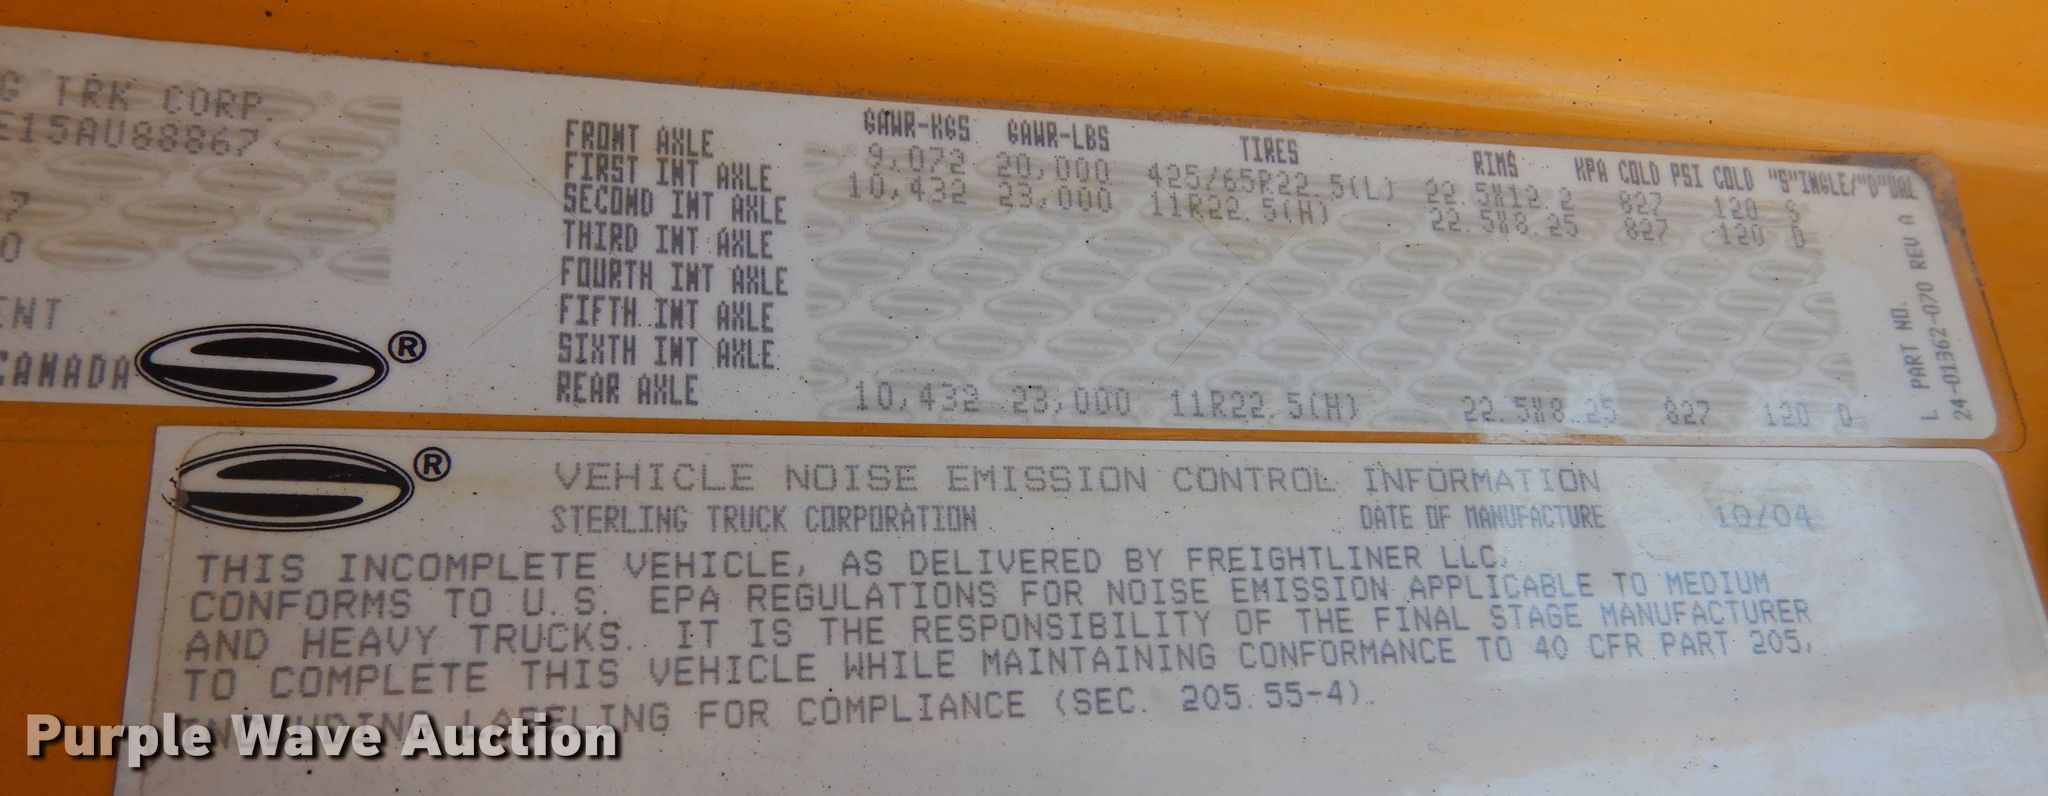 G TRK CORP.
E15AU88867
7
0
ENT
CANADA
®
GAWR-KGS GAWR-LBS TIRES RIMS KPA COLD PSI COLD "S"INGLE/"D"UAL
FRONT AXLE 9,072 20,000 425/65R22.5(L) 22.5X12.2 827 120 S
FIRST INT AXLE 10,432 23,000 11R22.5(H) 22.5X8.25 827 120 D
SECOND INT AXLE
THIRD INT AXLE
FOURTH INT AXLE
FIFTH INT AXLE
SIXTH INT AXLE
REAR AXLE 10,432 23,000 11R22.5(H) 22.5X8.25 827 120 D
L PART NO.
24-01362-070 REV A
®
VEHICLE NOISE EMISSION CONTROL INFORMATION
STERLING TRUCK CORPORATION DATE OF MANUFACTURE 10/04
THIS INCOMPLETE VEHICLE, AS DELIVERED BY FREIGHTLINER LLC,
CONFORMS TO U.S. EPA REGULATIONS FOR NOISE EMISSION APPLICABLE TO MEDIUM
AND HEAVY TRUCKS. IT IS THE RESPONSIBILITY OF THE FINAL STAGE MANUFACTURER
TO COMPLETE THIS VEHICLE WHILE MAINTAINING CONFORMANCE TO 40 CFR PART 205,
INCLUDING LABELING FOR COMPLIANCE (SEC. 205.55-4).
Purple Wave Auction